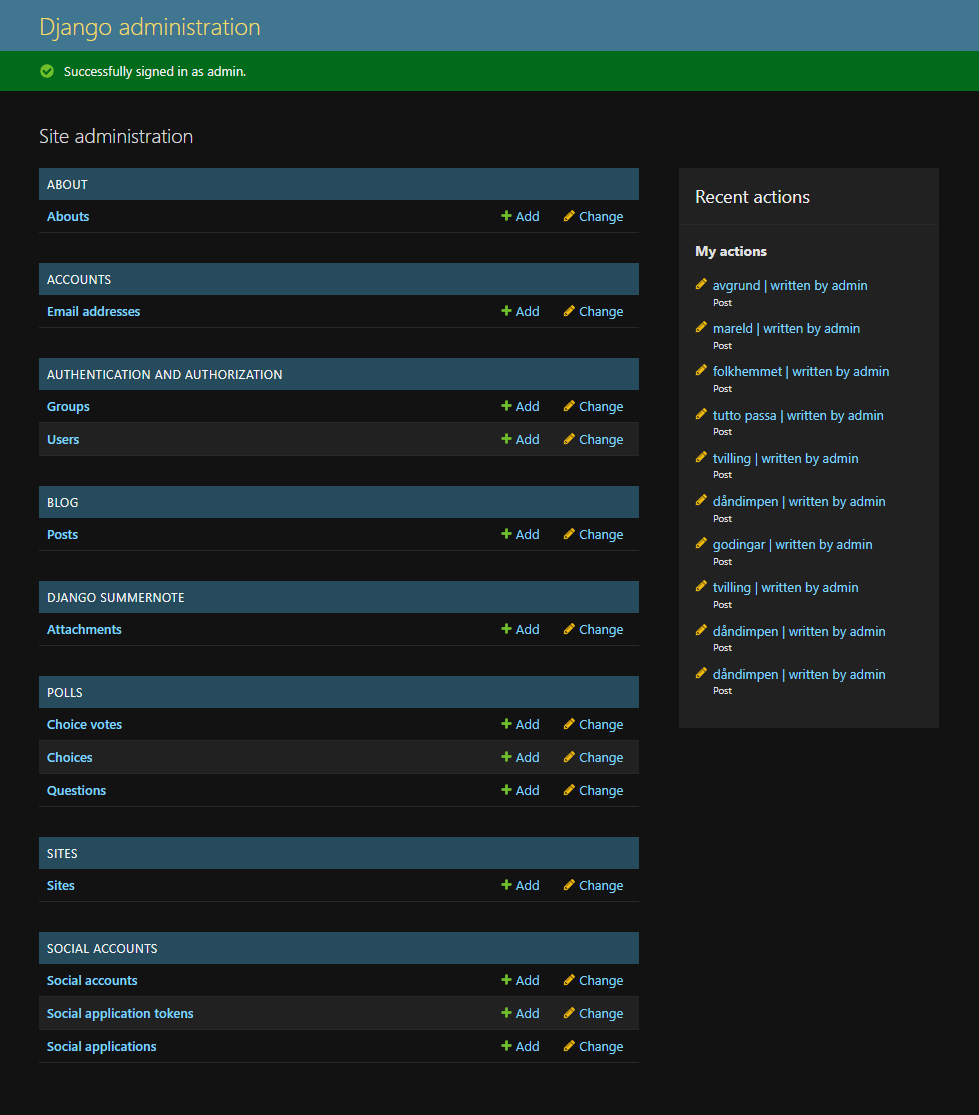 Django administration
Successfully signed in as admin.
Site administration
ABOUT
Abouts Add Change
ACCOUNTS
Email addresses Add Change
AUTHENTICATION AND AUTHORIZATION
Groups Add Change
Users Add Change
BLOG
Posts Add Change
DJANGO SUMMERNOTE
Attachments Add Change
POLLS
Choice votes Add Change
Choices Add Change
Questions Add Change
SITES
Sites Add Change
SOCIAL ACCOUNTS
Social accounts Add Change
Social application tokens Add Change
Social applications Add Change
Recent actions
My actions
avgrund | written by admin
Post
mareld | written by admin
Post
folkhemmet | written by admin
Post
tutto passa | written by admin
Post
tvilling | written by admin
Post
dåndimpen | written by admin
Post
godingar | written by admin
Post
tvilling | written by admin
Post
dåndimpen | written by admin
Post
dåndimpen | written by admin
Post